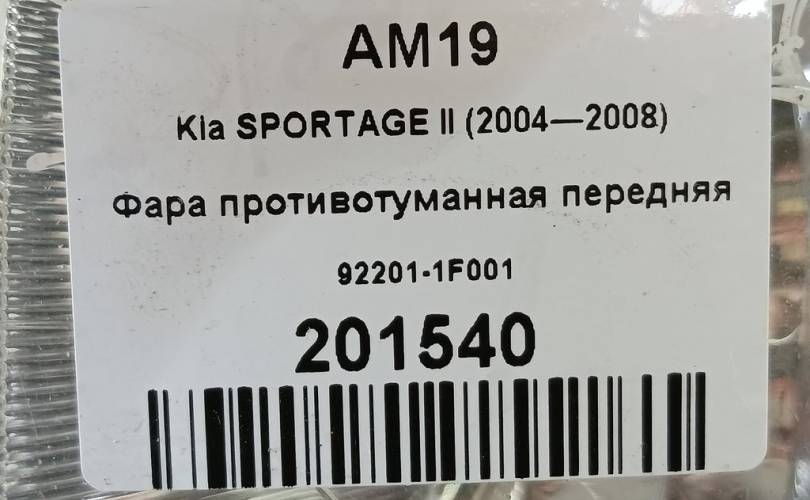 AM19
Kia SPORTAGE II (2004—2008)
Фара противотуманная передняя
92201-1F001
201540